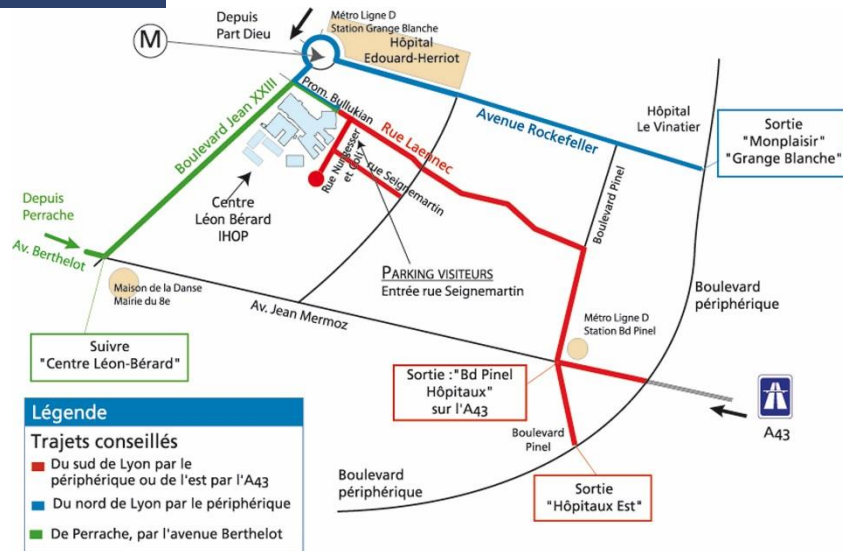 Depuis
Part Dieu
Métro Ligne D
Station Grange Blanche
M
Hôpital
Edouard-Herriot
Prom. Bullukian
Boulevard Jean XXIII
Avenue Rockefeller
Hôpital
Le Vinatier
Sortie
"Monplaisir"
"Grange Blanche"
Rue Laennec
Rue Nungesser
et Coli
rue Seignemartin
Boulevard Pinel
Centre
Léon Bérard
IHOP
Depuis
Perrache
Av. Berthelot
PARKING VISITEURS
Entrée rue Seignemartin
Boulevard
périphérique
Maison de la Danse
Mairie du 8e
Av. Jean Mermoz
Métro Ligne D
Station Bd Pinel
Suivre
"Centre Léon-Bérard"
Sortie :"Bd Pinel
Hôpitaux"
sur l'A43
A43
Boulevard
Pinel
Boulevard
périphérique
Sortie
"Hôpitaux Est"
Légende
Trajets conseillés
Du sud de Lyon par le
périphérique ou de l'est par l'A43
Du nord de Lyon par le périphérique
De Perrache, par l'avenue Berthelot